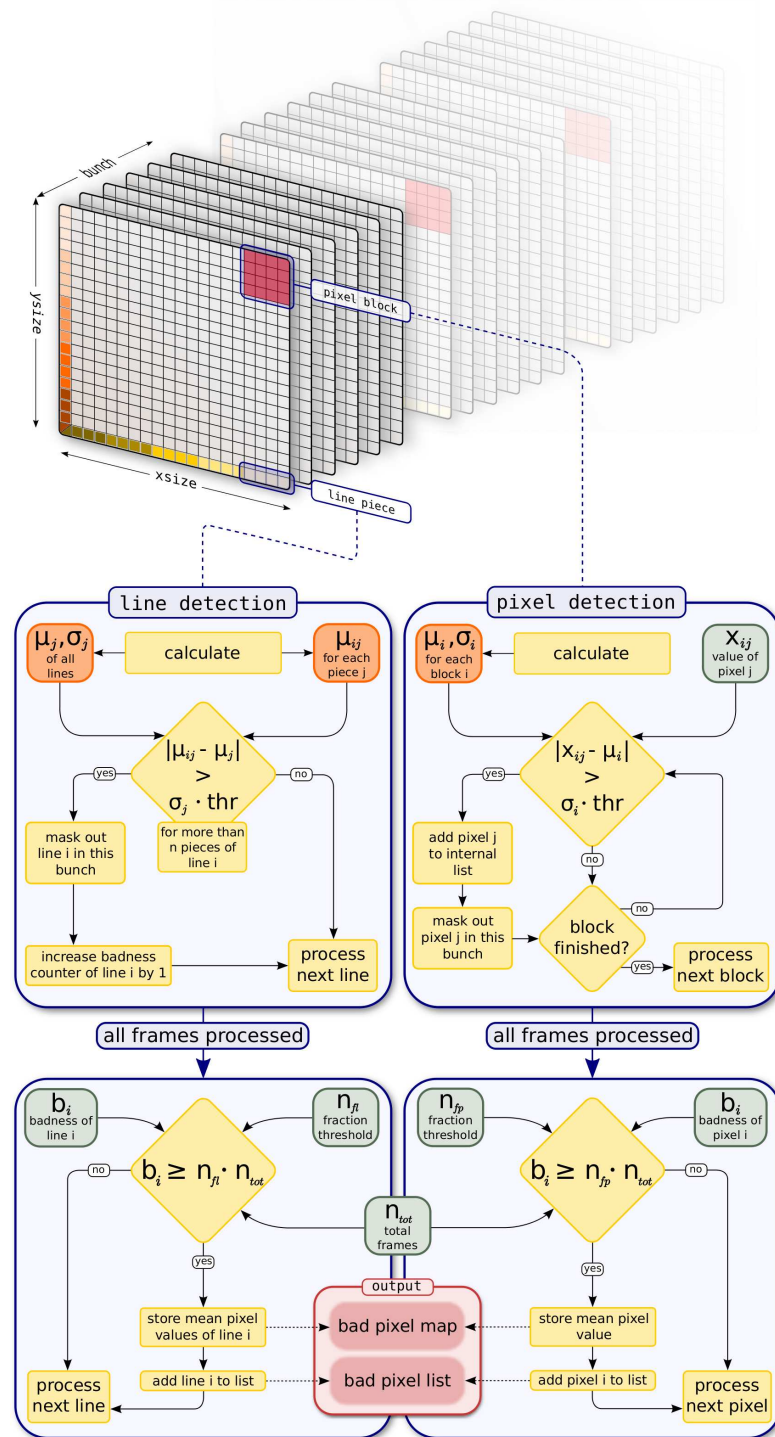 bunch
ysize
pixel block
xsize
line piece
line detection
μj,σj
of all
lines
calculate
μij
for each
piece j
|μij - μj|
>
σj · thr
for more than
n pieces of
line i
yes
no
mask out
line i in this
bunch
increase badness
counter of line i by 1
process
next line
pixel detection
μi,σi
for each
block i
calculate
xij
value of
pixel j
|xij - μi|
>
σi · thr
yes
no
add pixel j
to internal
list
mask out
pixel j in this
bunch
block
finished?
no
yes
process
next block
all frames processed
all frames processed
bi
badness of
line i
nfl
fraction
threshold
bi ≥ nfl · ntot
no
yes
store mean pixel
values of line i
add line i to list
process
next line
ntot
total
frames
output
bad pixel map
bad pixel list
nfp
fraction
threshold
bi
badness of
pixel i
bi ≥ nfp · ntot
no
yes
store mean pixel
value
add pixel i to list
process
next pixel